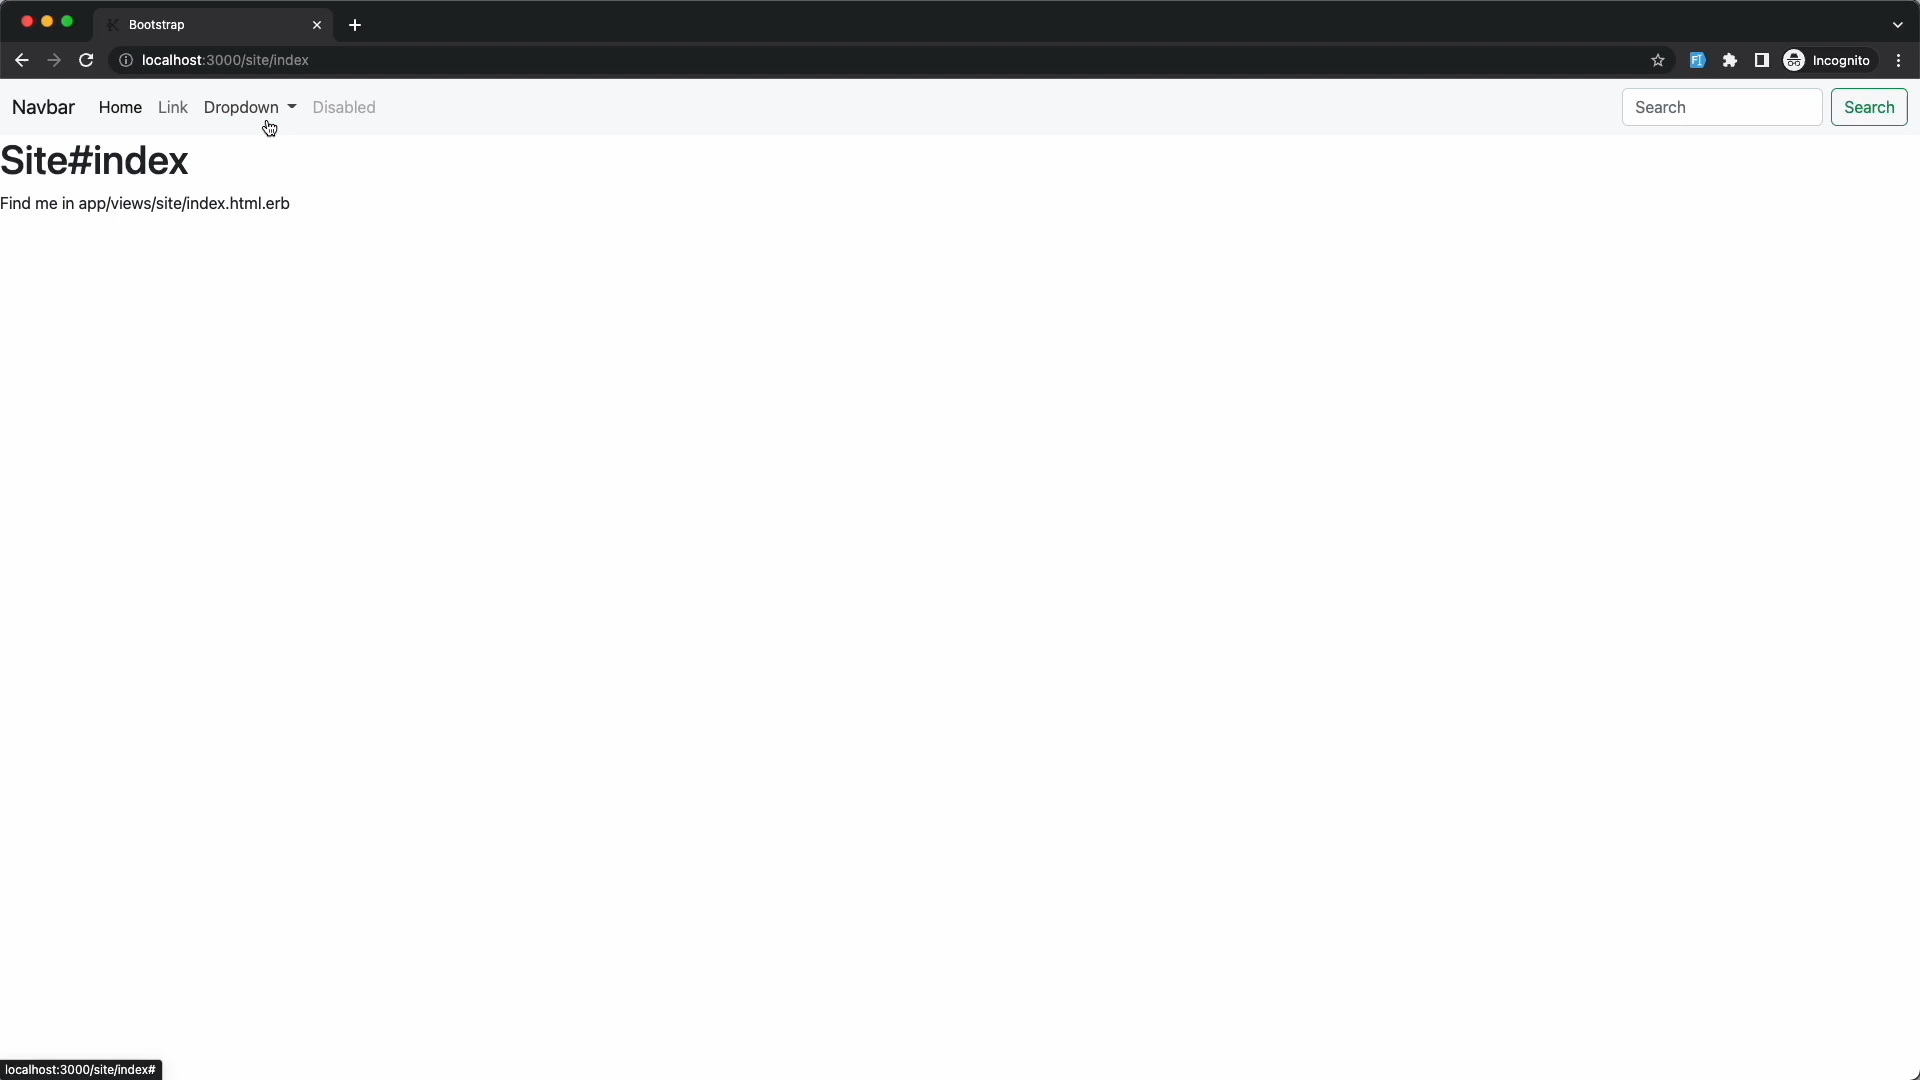 Bootstrap
localhost:3000/site/index
Incognito
Navbar Home Link Dropdown Disabled Search Search
Site#index
Find me in app/views/site/index.html.erb
localhost:3000/site/index#